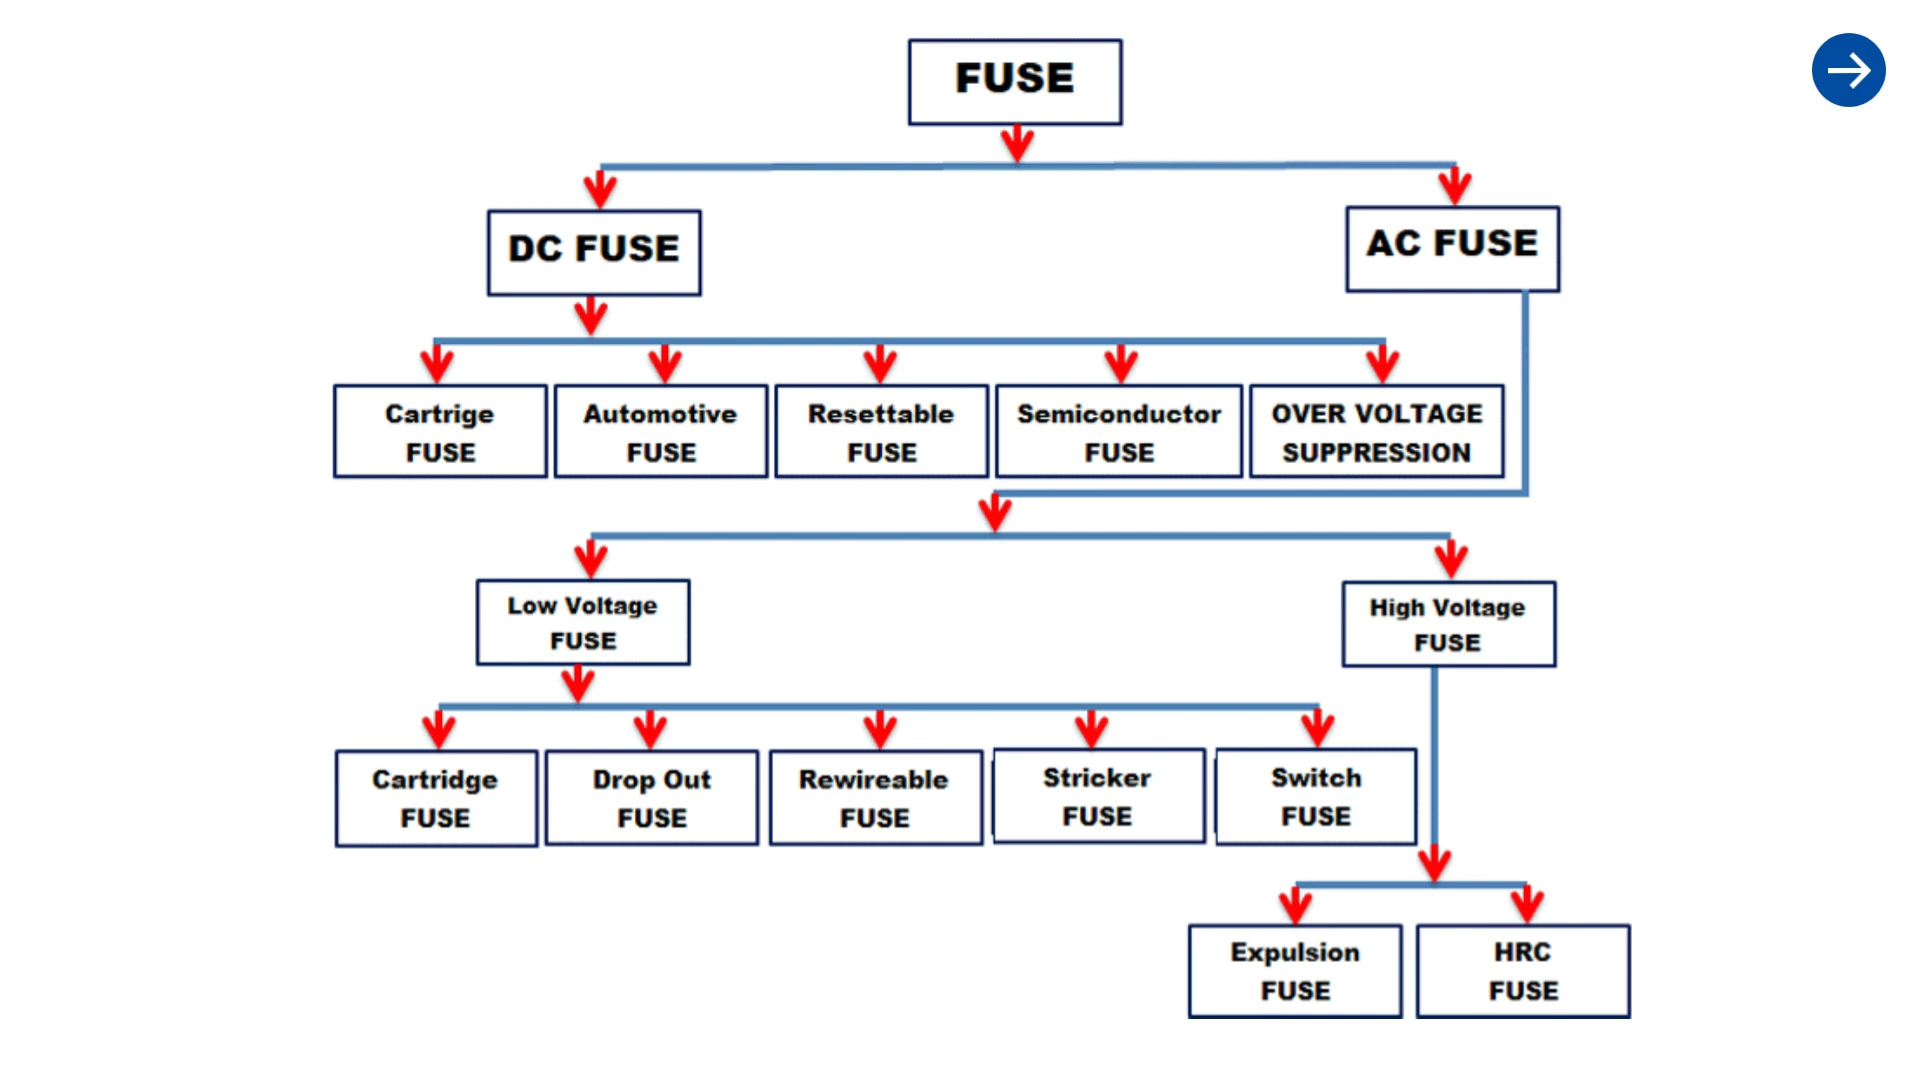 FUSE
DC FUSE
AC FUSE
Cartrige
FUSE
Automotive
FUSE
Resettable
FUSE
Semiconductor
FUSE
OVER VOLTAGE
SUPPRESSION
Low Voltage
FUSE
High Voltage
FUSE
Cartridge
FUSE
Drop Out
FUSE
Rewireable
FUSE
Stricker
FUSE
Switch
FUSE
Expulsion
FUSE
HRC
FUSE